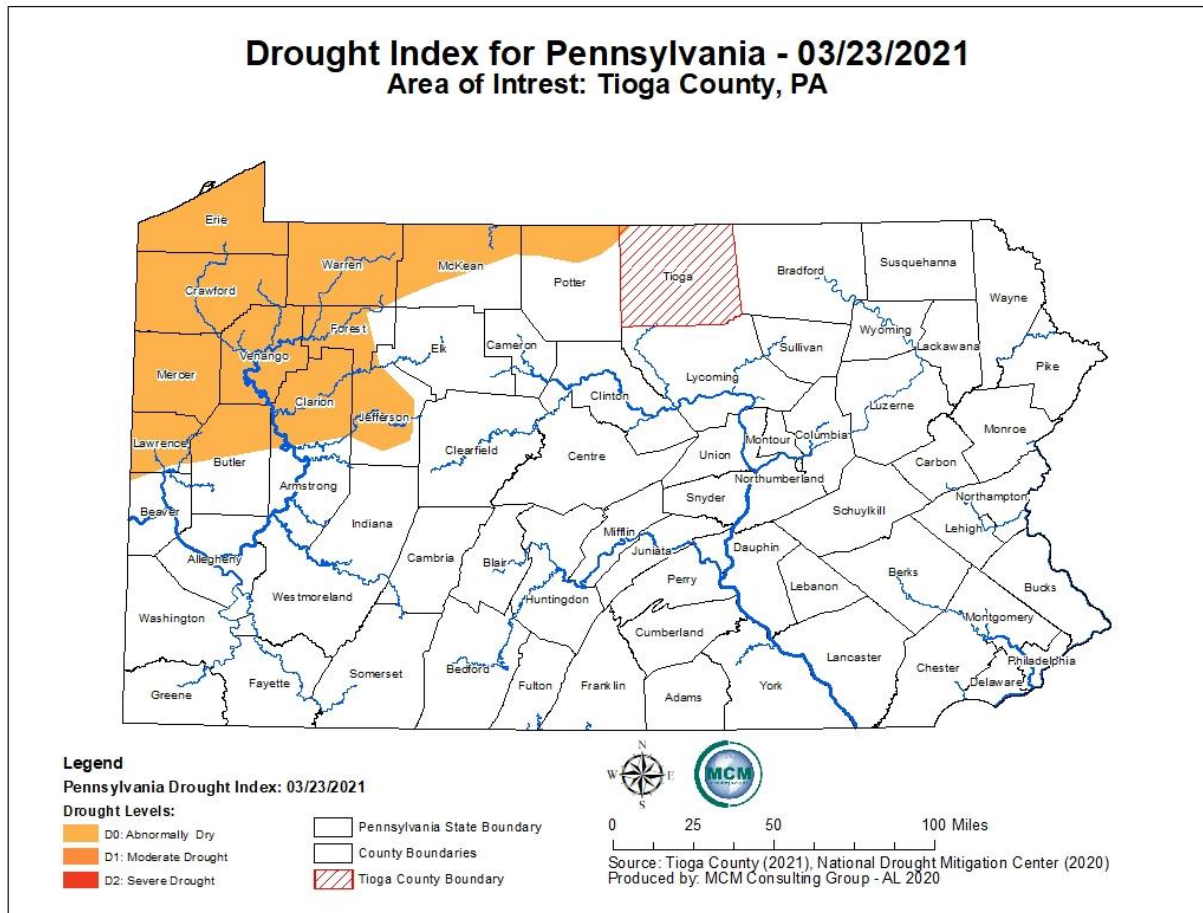 Drought Index for Pennsylvania - 03/23/2021
Area of Intrest: Tioga County, PA
Erie
Warren
McKean
Potter
Tioga
Bradford
Susquehanna
Wayne
Crawford
Forest
Elk
Cameron
Sullivan
Wyoming
Lackawana
Pike
Mercer
Venango
Clarion
Jefferson
Clinton
Lycoming
Luzerne
Monroe
Lawrence
Butler
Armstrong
Clearfield
Centre
Union
Montour
Columbia
Carbon
Beaver
Indiana
Snyder
Northumberland
Schuylkill
Northampton
Lehigh
Allegheny
Cambria
Blair
Mifflin
Juniata
Dauphin
Lebanon
Berks
Bucks
Washington
Westmoreland
Huntingdon
Perry
Cumberland
Montgomery
Greene
Fayette
Somerset
Bedford
Fulton
Franklin
Adams
York
Lancaster
Chester
Delaware
Philadelphia
Legend
Pennsylvania Drought Index: 03/23/2021
Drought Levels:
D0: Abnormally Dry
D1: Moderate Drought
D2: Severe Drought
Pennsylvania State Boundary
County Boundaries
Tioga County Boundary
N
W E
S
MCM
0 25 50 100 Miles
Source: Tioga County (2021), National Drought Mitigation Center (2020)
Produced by: MCM Consulting Group - AL 2020